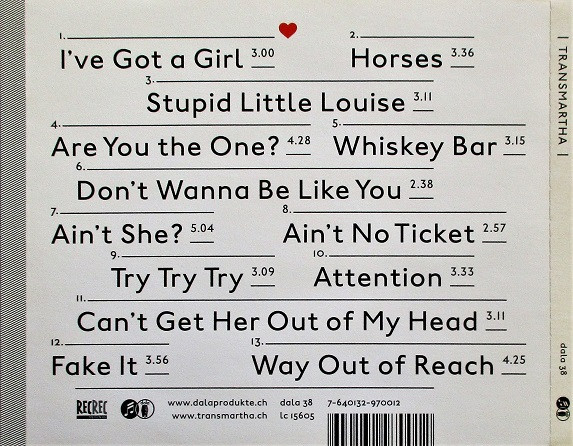 1. 2.
I've Got a Girl 3.00 Horses 3.36
3.
Stupid Little Louise 3.11
4. 5.
Are You the One? 4.28 Whiskey Bar 3.15
6.
Don't Wanna Be Like You 2.38
7. 8.
Ain't She? 5.04 Ain't No Ticket 2.57
9. 10.
Try Try Try 3.09 Attention 3.33
11.
Can't Get Her Out of My Head 3.11
12. 13.
Fake It 3.56 Way Out of Reach 4.25
RECREC www.dalaprodukte.ch dala 38 7-640132-970012
www.transmartha.ch lc 15605
| TRANSMARTHA |
dala 38